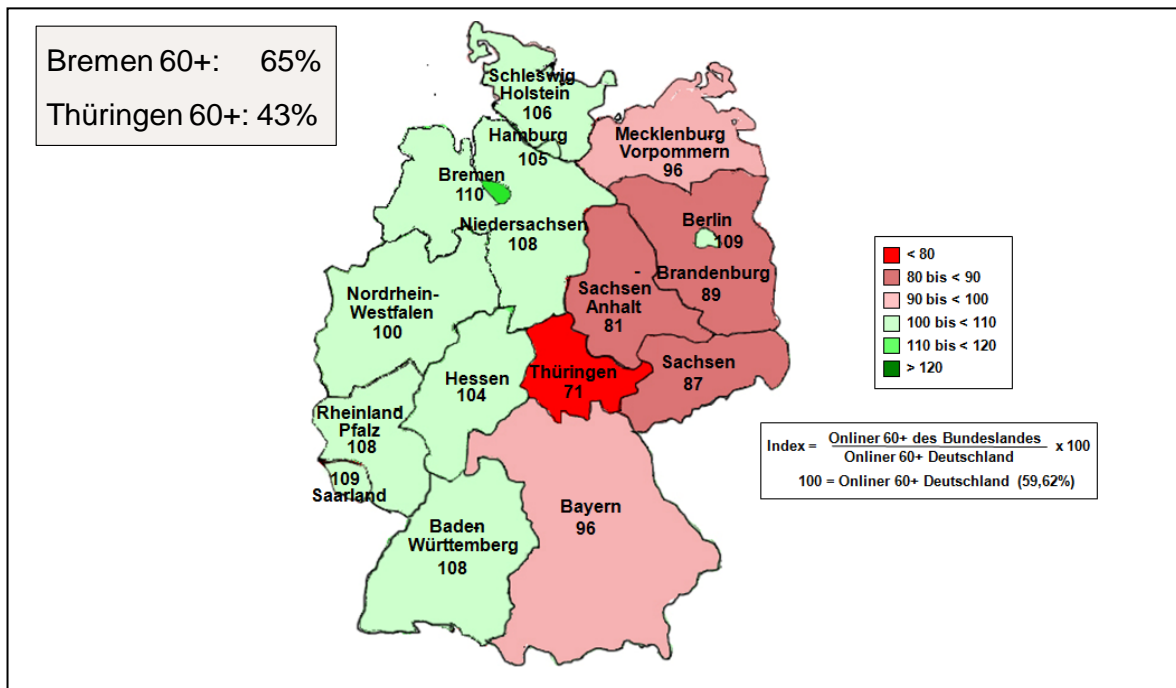 Bremen 60+: 65%
Thüringen 60+: 43%
Schleswig
Holstein
106
Hamburg
105
Mecklenburg
Vorpommern
96
Bremen
110
Niedersachsen
108
Berlin
109
Brandenburg
89
-
Sachsen
Anhalt
81
Nordrhein-
Westfalen
100
Sachsen
87
Thüringen
71
Hessen
104
Rheinland
Pfalz
108
109
Saarland
Bayern
96
Baden
Württemberg
108
< 80
80 bis < 90
90 bis < 100
100 bis < 110
110 bis < 120
> 120
Index = Onliner 60+ des Bundeslandes x 100
Onliner 60+ Deutschland
100 = Onliner 60+ Deutschland (59,62%)